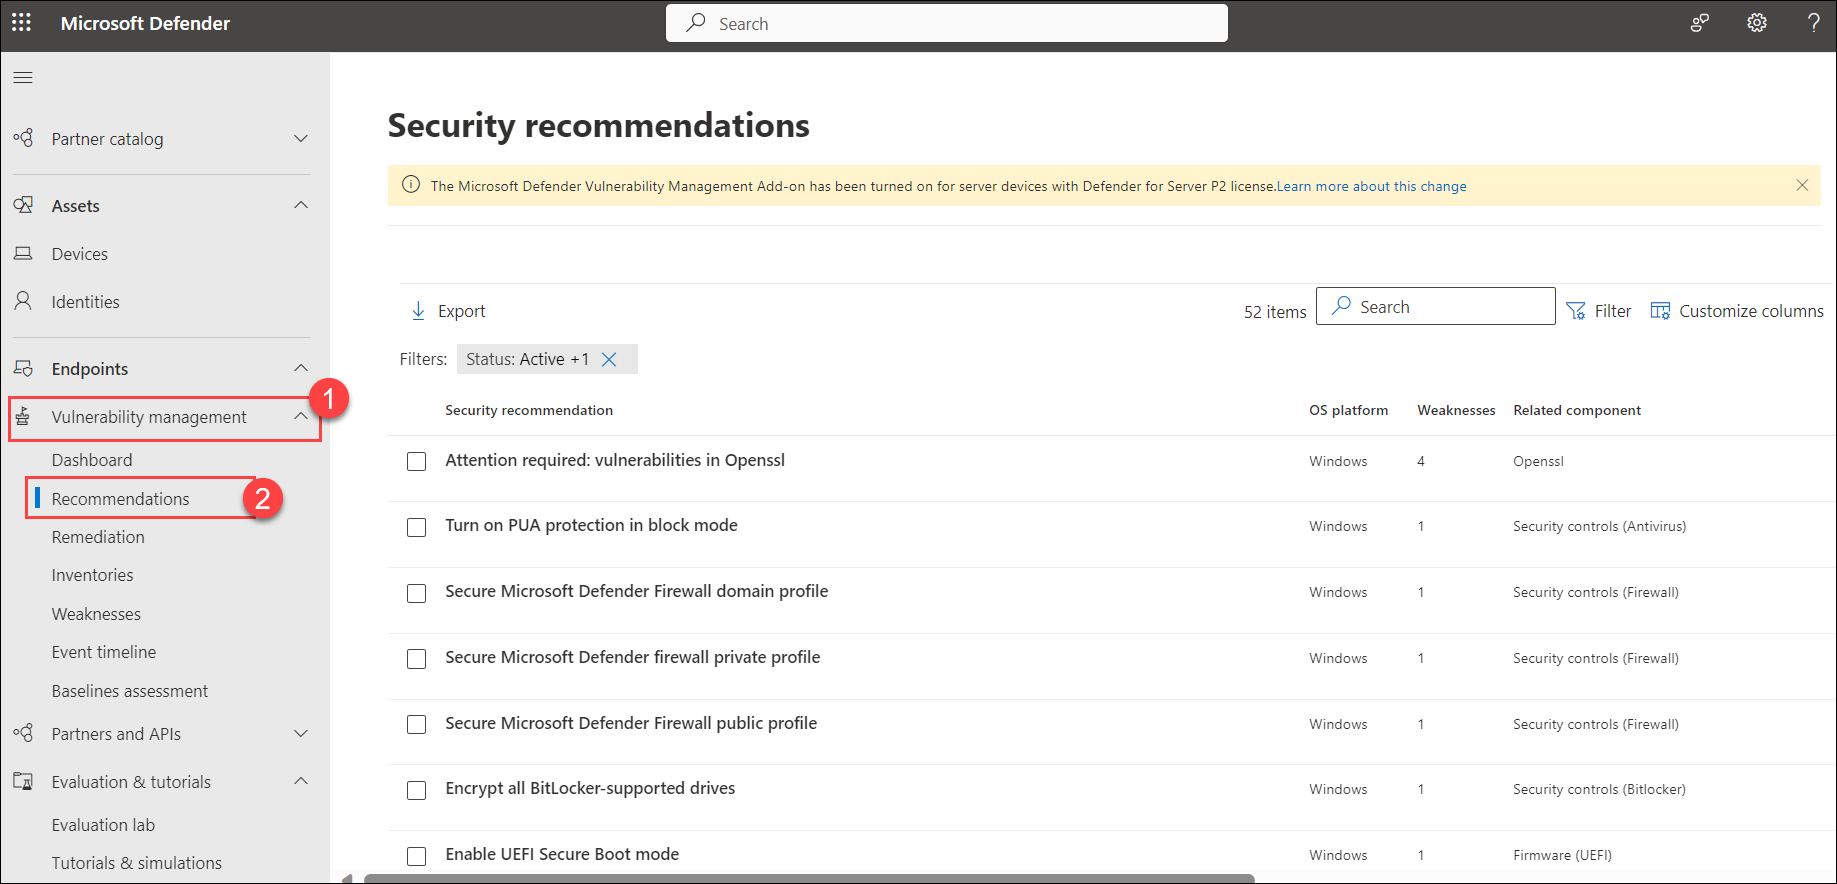 Microsoft Defender
Search
?
Partner catalog
Assets
Devices
Identities
Endpoints
Vulnerability management
1
Dashboard
Recommendations
2
Remediation
Inventories
Weaknesses
Event timeline
Baselines assessment
Partners and APIs
Evaluation & tutorials
Evaluation lab
Tutorials & simulations
Security recommendations
The Microsoft Defender Vulnerability Management Add-on has been turned on for server devices with Defender for Server P2 license.Learn more about this change
Export
52 items
Search
Filter
Customize columns
Filters: Status: Active +1
Security recommendation OS platform Weaknesses Related component
Attention required: vulnerabilities in Openssl Windows 4 Openssl
Turn on PUA protection in block mode Windows 1 Security controls (Antivirus)
Secure Microsoft Defender Firewall domain profile Windows 1 Security controls (Firewall)
Secure Microsoft Defender firewall private profile Windows 1 Security controls (Firewall)
Secure Microsoft Defender Firewall public profile Windows 1 Security controls (Firewall)
Encrypt all BitLocker-supported drives Windows 1 Security controls (Bitlocker)
Enable UEFI Secure Boot mode Windows 1 Firmware (UEFI)